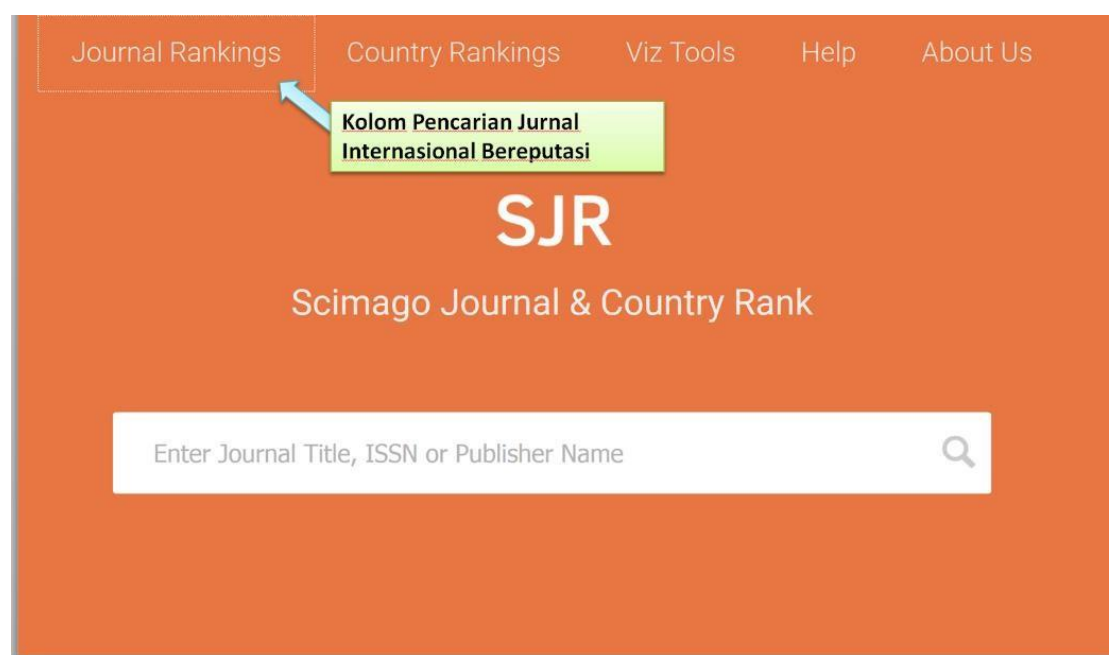 Journal Rankings Country Rankings Viz Tools Help About Us
Kolom Pencarian Jurnal
Internasional Bereputasi
SJR
Scimago Journal & Country Rank
Enter Journal Title, ISSN or Publisher Name